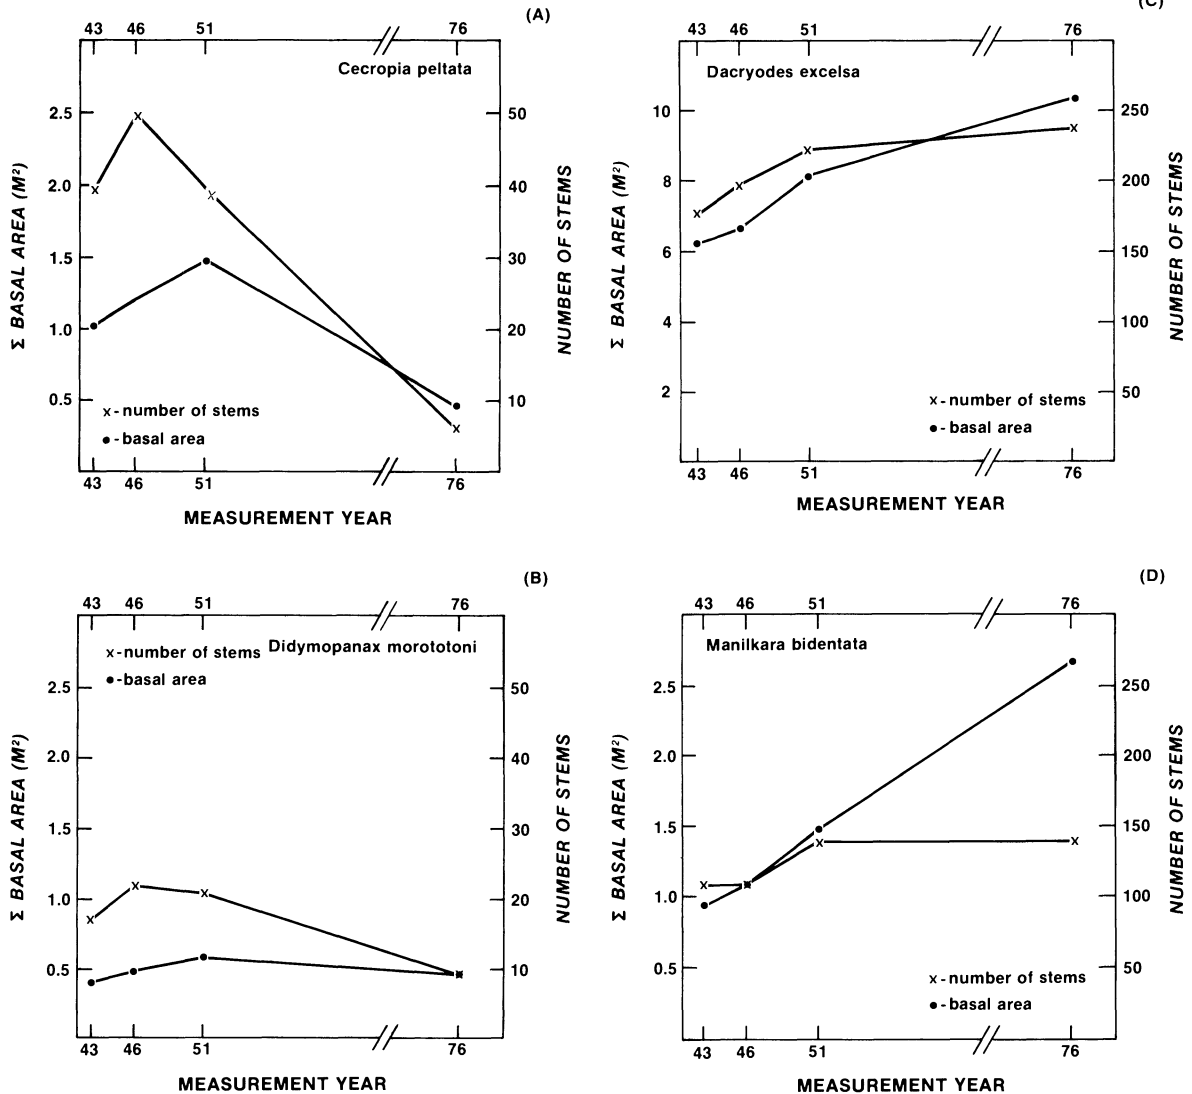 (A)
43 46 51 76
Cecropia peltata
2.5
2.0
1.5
1.0
0.5
50
40
30
20
10
Σ BASAL AREA (M²)
NUMBER OF STEMS
x - number of stems
● - basal area
43 46 51 76
MEASUREMENT YEAR
(C)
43 46 51 76
Dacryodes excelsa
10
8
6
4
2
250
200
150
100
50
Σ BASAL AREA (M²)
NUMBER OF STEMS
x - number of stems
● - basal area
43 46 51 76
MEASUREMENT YEAR
(B)
43 46 51 76
x - number of stems Didymopanax morototoni
● - basal area
2.5
2.0
1.5
1.0
0.5
50
40
30
20
10
Σ BASAL AREA (M²)
NUMBER OF STEMS
43 46 51 76
MEASUREMENT YEAR
(D)
43 46 51 76
Manilkara bidentata
2.5
2.0
1.5
1.0
0.5
250
200
150
100
50
Σ BASAL AREA (M²)
NUMBER OF STEMS
x - number of stems
● - basal area
43 46 51 76
MEASUREMENT YEAR